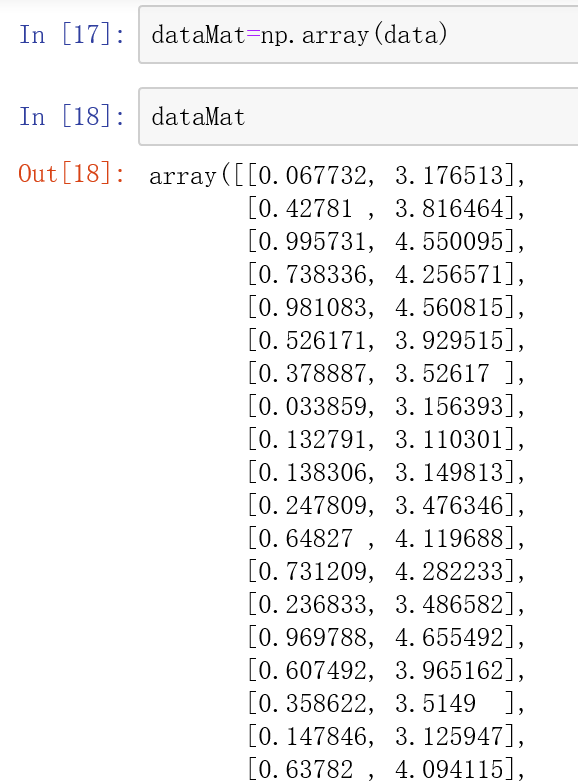 In [17]: dataMat=np.array(data)
In [18]: dataMat
Out[18]: array([[0.067732, 3.176513],
[0.42781 , 3.816464],
[0.995731, 4.550095],
[0.738336, 4.256571],
[0.981083, 4.560815],
[0.526171, 3.929515],
[0.378887, 3.52617 ],
[0.033859, 3.156393],
[0.132791, 3.110301],
[0.138306, 3.149813],
[0.247809, 3.476346],
[0.64827 , 4.119688],
[0.731209, 4.282233],
[0.236833, 3.486582],
[0.969788, 4.655492],
[0.607492, 3.965162],
[0.358622, 3.5149  ],
[0.147846, 3.125947],
[0.63782 , 4.094115],